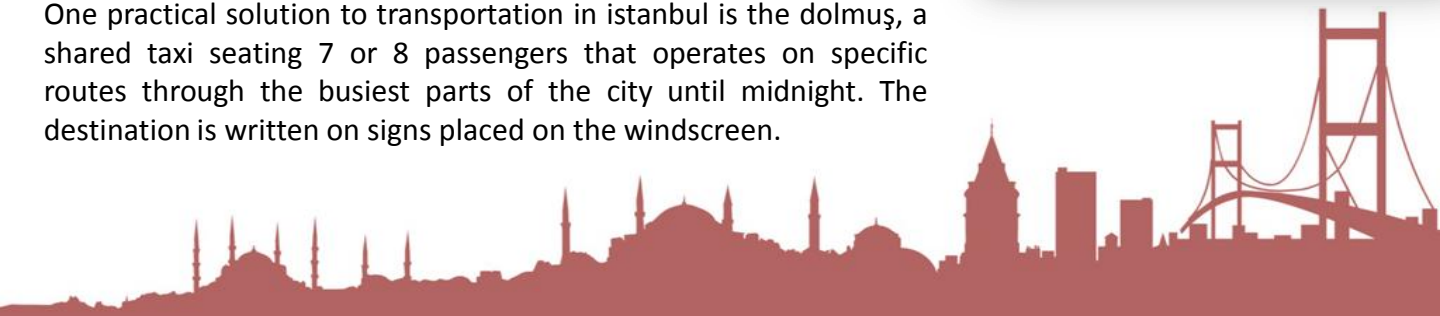 One practical solution to transportation in istanbul is the dolmuş, a
shared taxi seating 7 or 8 passengers that operates on specific
routes through the busiest parts of the city until midnight. The
destination is written on signs placed on the windscreen.